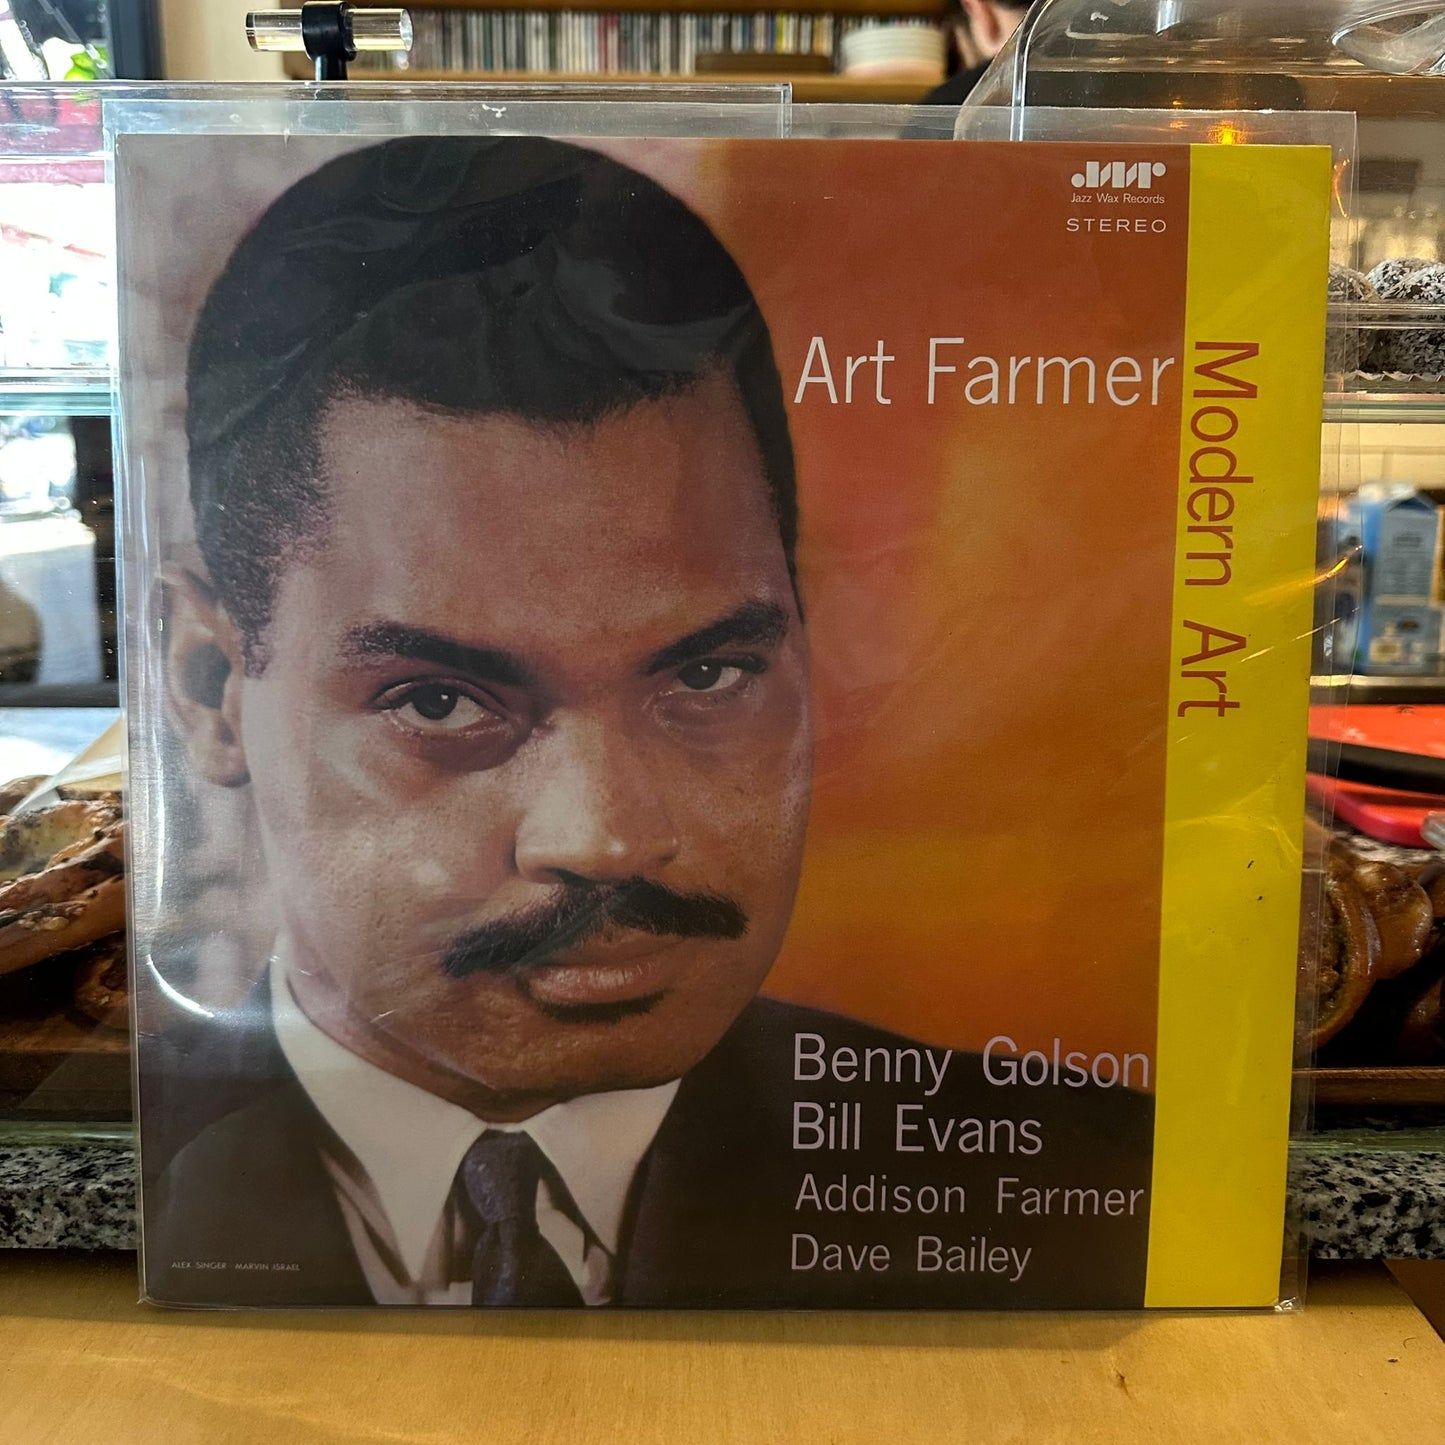 JWR
Jazz Wax Records
STEREO
Art Farmer
Modern Art
Benny Golson
Bill Evans
Addison Farmer
Dave Bailey
ALEX SINGER MARVIN ISRAEL